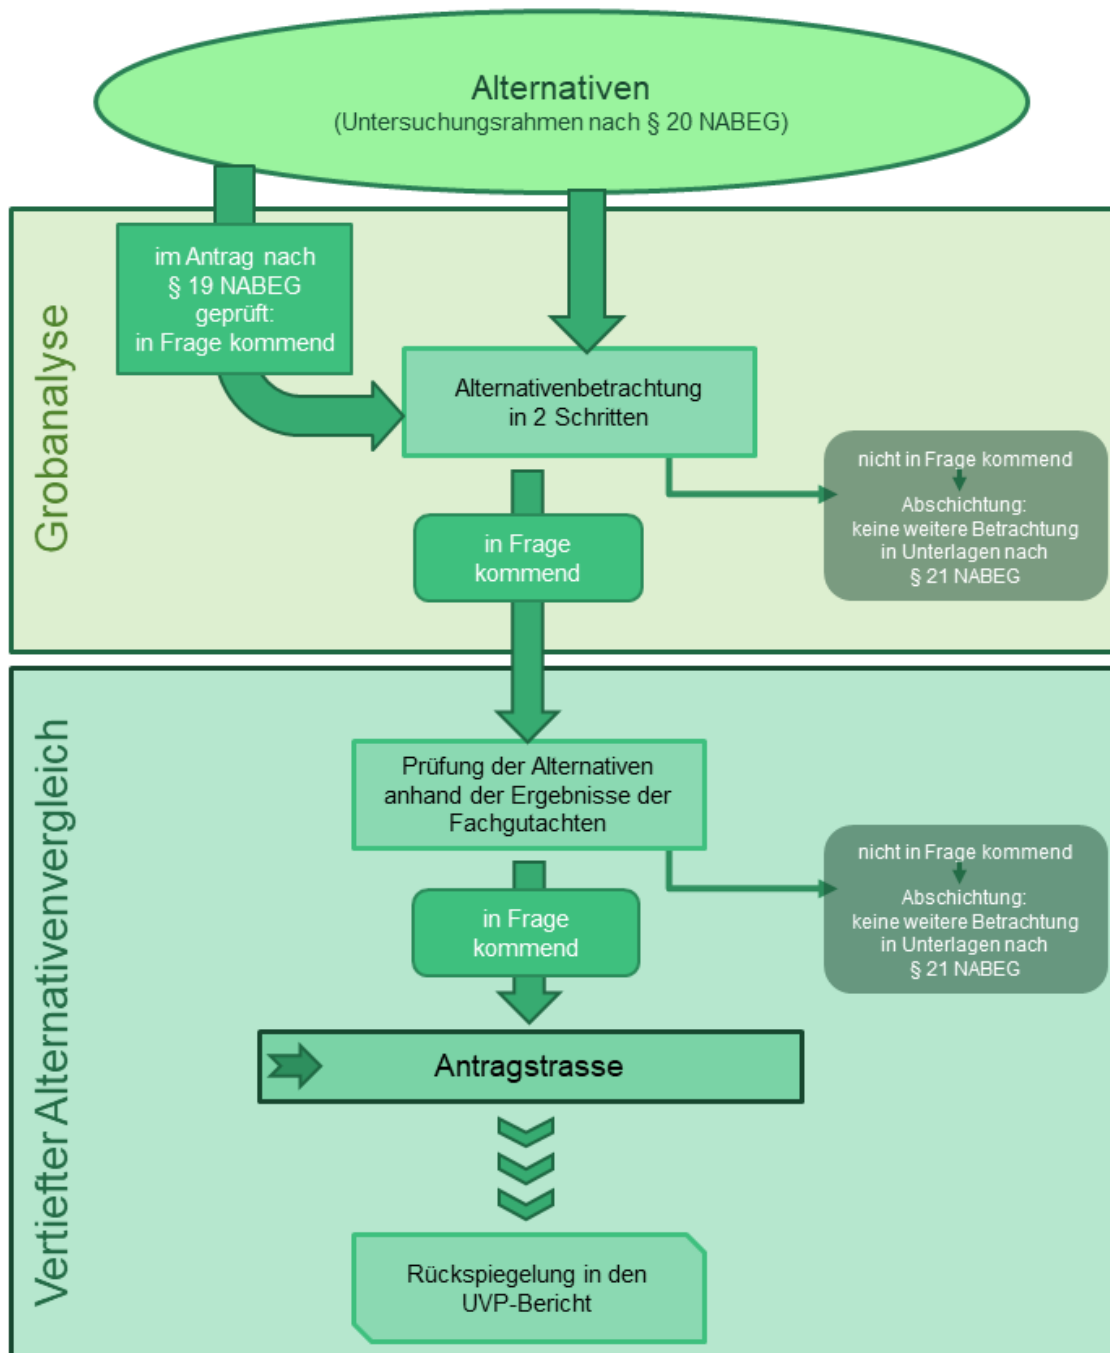 Alternativen
(Untersuchungsrahmen nach § 20 NABEG)
Grobanalyse
im Antrag nach
§ 19 NABEG
geprüft:
in Frage kommend
Alternativenbetrachtung
in 2 Schritten
nicht in Frage kommend
Abschichtung:
keine weitere Betrachtung
in Unterlagen nach
§ 21 NABEG
in Frage
kommend
Vertiefter Alternativenvergleich
Prüfung der Alternativen
anhand der Ergebnisse der
Fachgutachten
nicht in Frage kommend
Abschichtung:
keine weitere Betrachtung
in Unterlagen nach
§ 21 NABEG
in Frage
kommend
Antragstrasse
Rückspiegelung in den
UVP-Bericht